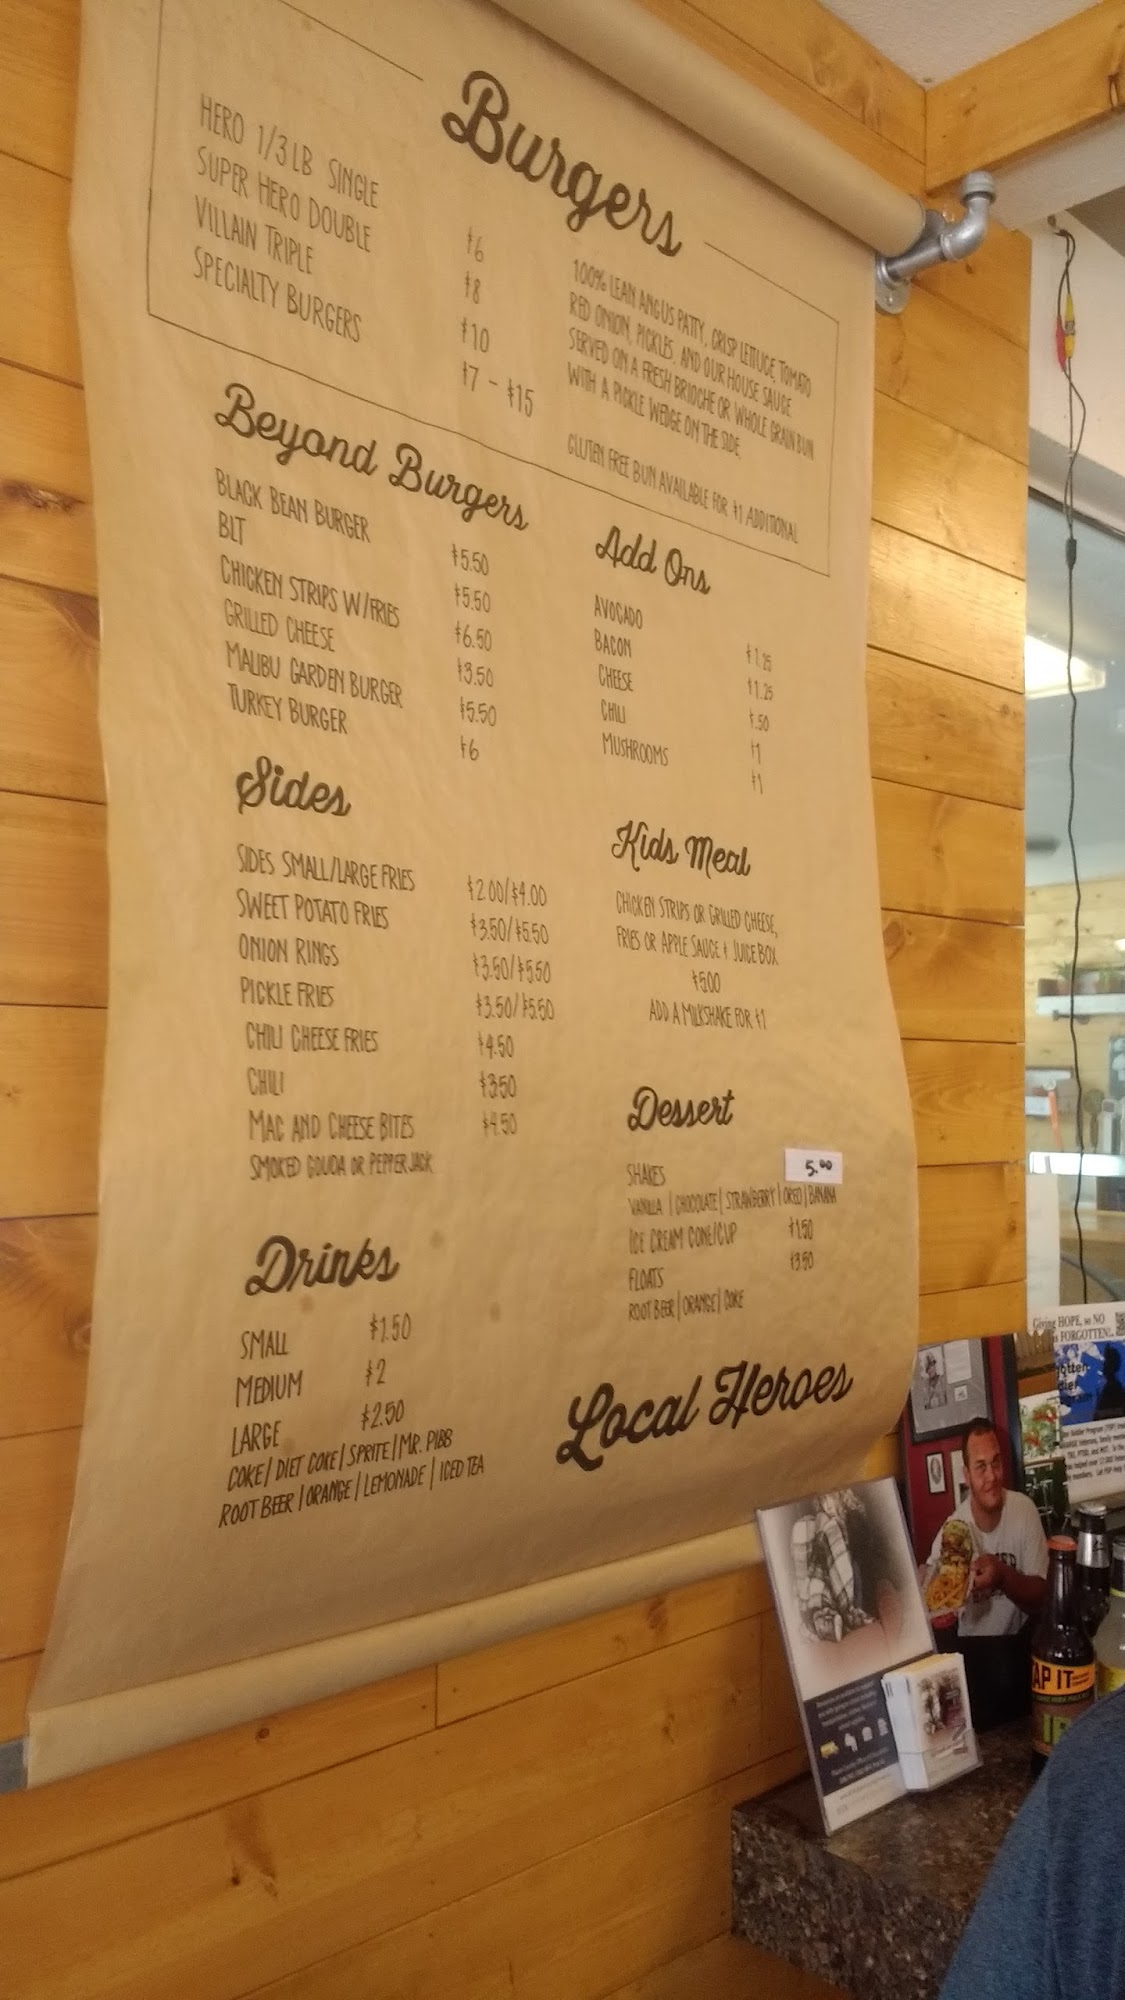 Burgers
HERO 1/3 LB SINGLE $6
SUPER HERO DOUBLE $8
VILLAIN TRIPLE $10
SPECIALTY BURGERS $7 - $15
100% LEAN ANGUS PATTY, CRISP LETTUCE, TOMATO
RED ONION, PICKLES, AND OUR HOUSE SAUCE
SERVED ON A FRESH BRIOCHE OR WHOLE GRAIN BUN
WITH A PICKLE WEDGE ON THE SIDE.
GLUTEN FREE BUN AVAILABLE FOR $1 ADDITIONAL
Beyond Burgers
BLACK BEAN BURGER $5.50
BLT $5.50
CHICKEN STRIPS W/FRIES $6.50
GRILLED CHEESE $3.50
MALIBU GARDEN BURGER $5.50
TURKEY BURGER $6
Add Ons
AVOCADO $1.25
BACON $1.25
CHEESE $.50
CHILI $1
MUSHROOMS $1
Sides
SIDES SMALL/LARGE FRIES $2.00/$4.00
SWEET POTATO FRIES $3.50/$5.50
ONION RINGS $3.50/$5.50
PICKLE FRIES $3.50/$5.50
CHILI CHEESE FRIES $4.50
CHILI $3.50
MAC AND CHEESE BITES $4.50
SMOKED GOUDA OR PEPPER JACK
Kids Meal
CHICKEN STRIPS OR GRILLED CHEESE,
FRIES OR APPLE SAUCE & JUICE BOX
$5.00
ADD A MILKSHAKE FOR $1
Dessert
SHAKES 5.00
VANILLA | CHOCOLATE | STRAWBERRY | OREO | BANANA
ICE CREAM CONE/CUP $1.50
FLOATS $3.50
ROOT BEER | ORANGE | COKE
Drinks
SMALL $1.50
MEDIUM $2
LARGE $2.50
COKE | DIET COKE | SPRITE | MR. PIBB
ROOT BEER | ORANGE | LEMONADE | ICED TEA
Local Heroes
Giving HOPE, so NO
FORGOTTEN!
AP IT